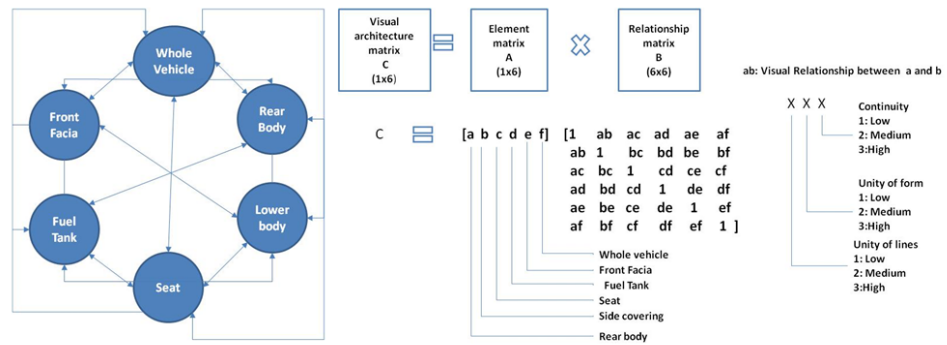 Whole
Vehicle
Front
Facia
Rear
Body
Fuel
Tank
Lower
body
Seat
Visual
architecture
matrix
C
(1x6)
=
Element
matrix
A
(1x6)
X
Relationship
matrix
B
(6x6)
C = [a b c d e f] [1 ab ac ad ae af
ab 1 bc bd be bf
ac bc 1 cd ce cf
ad bd cd 1 de df
ae be ce de 1 ef
af bf cf df ef 1 ]
Whole vehicle
Front Facia
Fuel Tank
Seat
Side covering
Rear body
ab: Visual Relationship between a and b
X X X
Continuity
1: Low
2: Medium
3:High
Unity of form
1: Low
2: Medium
3:High
Unity of lines
1: Low
2: Medium
3:High